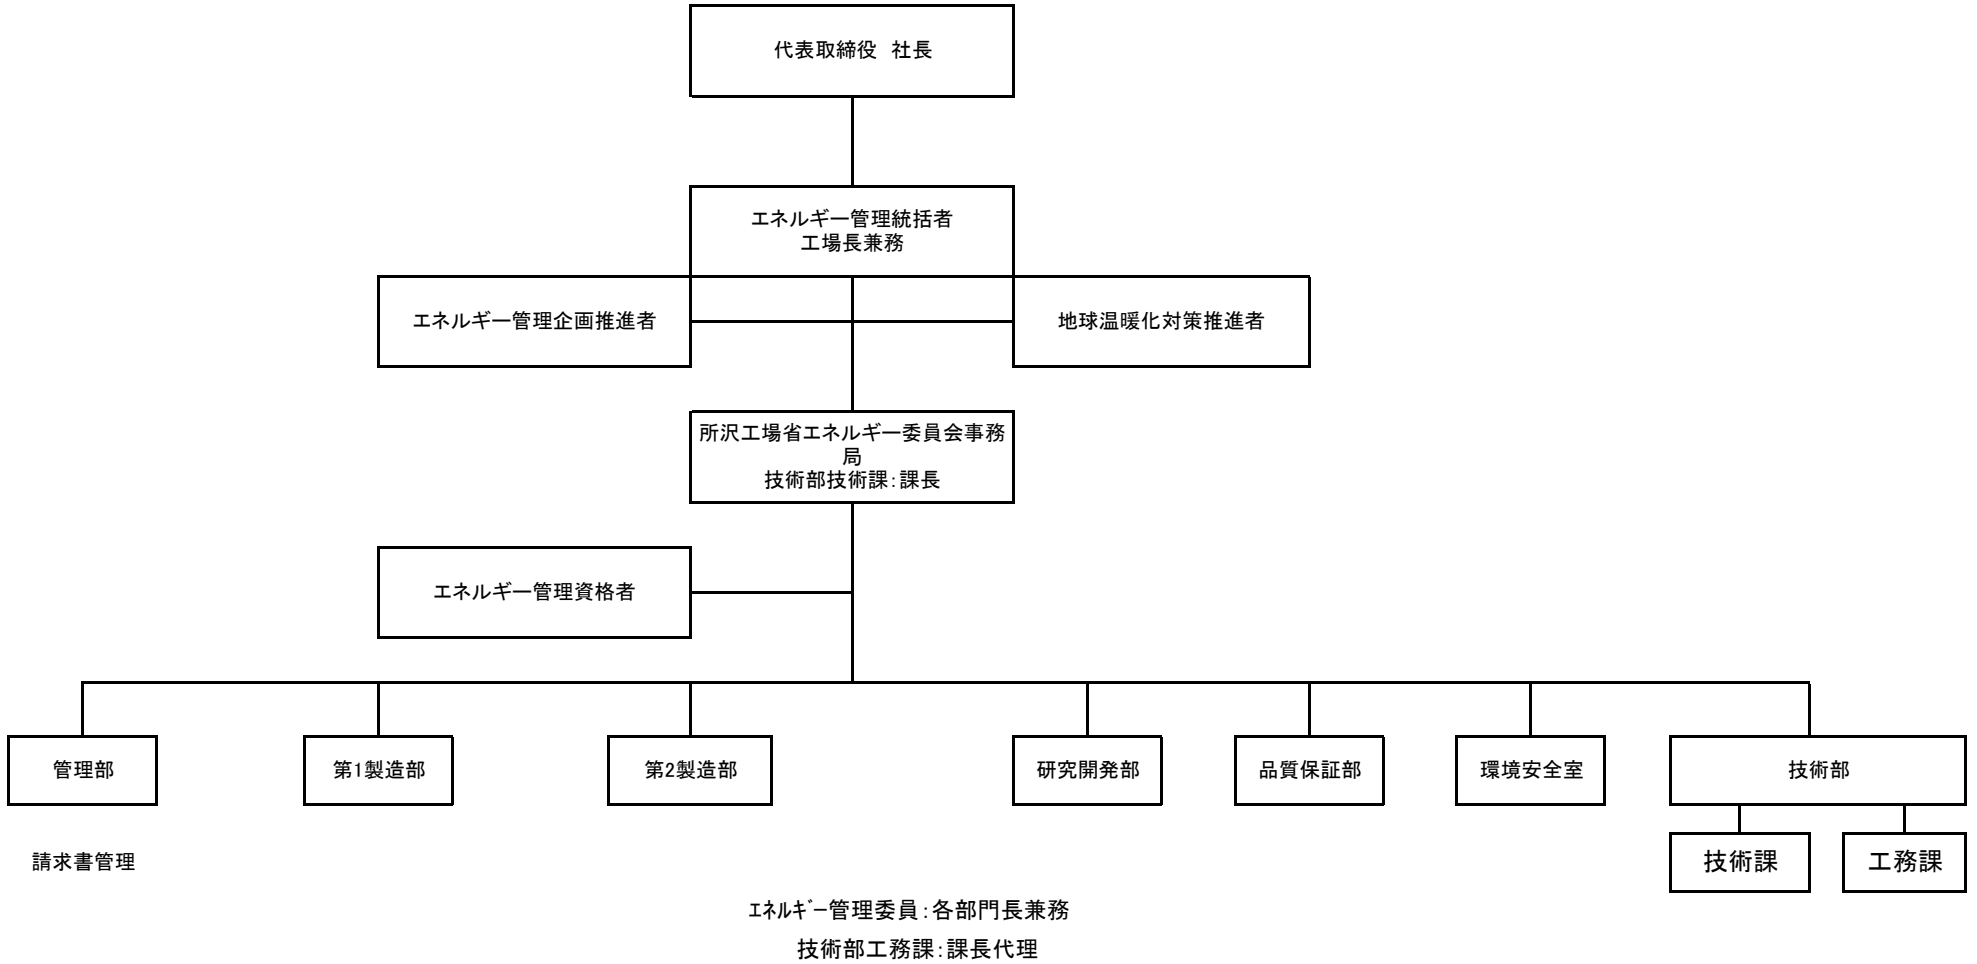 代表取締役　社長
エネルギー管理統括者
工場長兼務
エネルギー管理企画推進者
地球温暖化対策推進者
所沢工場省エネルギー委員会事務
局
技術部技術課：課長
エネルギー管理資格者
管理部
第1製造部
第2製造部
研究開発部
品質保証部
環境安全室
技術部
請求書管理
技術課
工務課
ｴﾈﾙｷﾞｰ管理委員：各部門長兼務
技術部工務課：課長代理